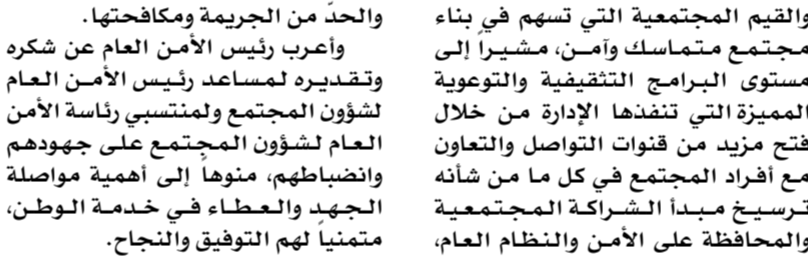 والقيم المجتمعية التي تسهم في بناء
مجتمع متماسك وآمن، مشيراً إلى
مستوى البرامج التثقيفية والتوعوية
المميزة التي تنفذها الإدارة من خلال
فتح مزيد من قنوات التواصل والتعاون
مع أفراد المجتمع في كل ما من شأنه
ترسيخ مبدأ الشراكة المجتمعية
والمحافظة على الأمن والنظام العام،
والحدّ من الجريمة ومكافحتها.
وأعرب رئيس الأمن العام عن شكره
وتقديره لمساعد رئيس الأمن العام
لشؤون المجتمع ولمنتسبي رئاسة الأمن
العام لشؤون المجتمع على جهودهم
وانضباطهم، منوهاً إلى أهمية مواصلة
الجهد والعطاء في خدمة الوطن،
متمنياً لهم التوفيق والنجاح.